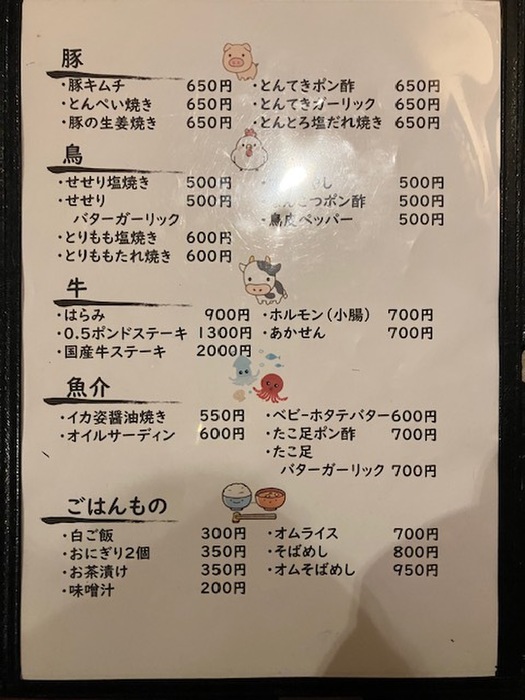 豚
・豚キムチ 650円
・とんぺい焼き 650円
・豚の生姜焼き 650円
・とんてきポン酢 650円
・とんてきガーリック 650円
・とんとろ塩だれ焼き 650円
鳥
・せせり塩焼き 500円
・せせり 500円
バターガーリック
・とりもも塩焼き 600円
・とりももたれ焼き 600円
500円
ポン酢 500円
・鳥皮ペッパー 500円
牛
・はらみ 900円
・0.5ポンドステーキ 1300円
・国産牛ステーキ 2000円
・ホルモン(小腸) 700円
・あかせん 700円
魚介
・イカ姿醤油焼き 550円
・オイルサーディン 600円
・ベビーホタテバター600円
・たこ足ポン酢 700円
・たこ足
バターガーリック 700円
ごはんもの
・白ご飯 300円
・おにぎり2個 350円
・お茶漬け 350円
・味噌汁 200円
・オムライス 700円
・そばめし 800円
・オムそばめし 950円